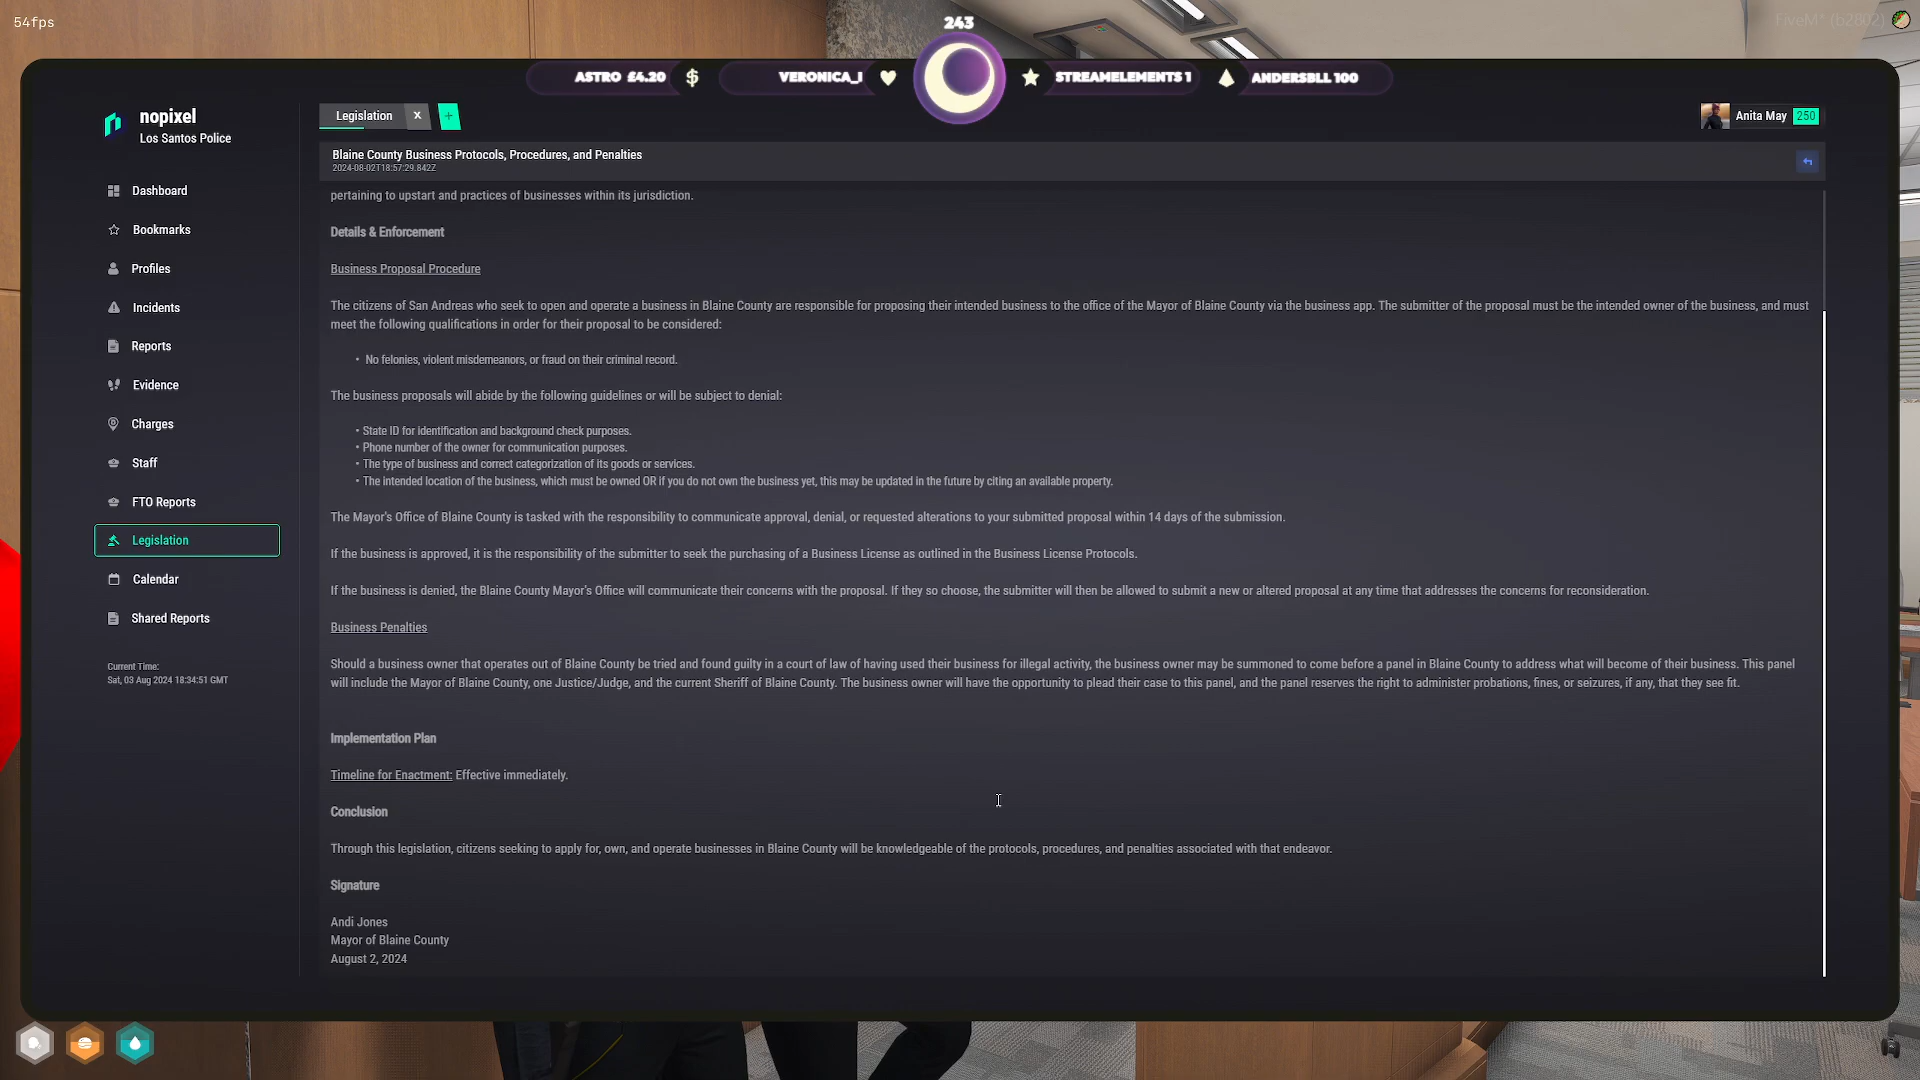 54fps
243
FiveM® (b2802)
ASTRO £4.20
VERONICA_I
STREAMELEMENTS 1
ANDERSBLL 100
nopixel
Los Santos Police
Legislation x +
Anita May 250
Blaine County Business Protocols, Procedures, and Penalties
2024-08-02T18:57:29.842Z
Dashboard
Bookmarks
Profiles
Incidents
Reports
Evidence
Charges
Staff
FTO Reports
Legislation
Calendar
Shared Reports
Current Time:
Sat, 03 Aug 2024 18:34:51 GMT
pertaining to upstart and practices of businesses within its jurisdiction.
Details & Enforcement
Business Proposal Procedure
The citizens of San Andreas who seek to open and operate a business in Blaine County are responsible for proposing their intended business to the office of the Mayor of Blaine County via the business app. The submitter of the proposal must be the intended owner of the business, and must
meet the following qualifications in order for their proposal to be considered:
• No felonies, violent misdemeanors, or fraud on their criminal record.
The business proposals will abide by the following guidelines or will be subject to denial:
• State ID for identification and background check purposes.
• Phone number of the owner for communication purposes.
• The type of business and correct categorization of its goods or services.
• The intended location of the business, which must be owned OR if you do not own the business yet, this may be updated in the future by citing an available property.
The Mayor's Office of Blaine County is tasked with the responsibility to communicate approval, denial, or requested alterations to your submitted proposal within 14 days of the submission.
If the business is approved, it is the responsibility of the submitter to seek the purchasing of a Business License as outlined in the Business License Protocols.
If the business is denied, the Blaine County Mayor's Office will communicate their concerns with the proposal. If they so choose, the submitter will then be allowed to submit a new or altered proposal at any time that addresses the concerns for reconsideration.
Business Penalties
Should a business owner that operates out of Blaine County be tried and found guilty in a court of law of having used their business for illegal activity, the business owner may be summoned to come before a panel in Blaine County to address what will become of their business. This panel
will include the Mayor of Blaine County, one Justice/Judge, and the current Sheriff of Blaine County. The business owner will have the opportunity to plead their case to this panel, and the panel reserves the right to administer probations, fines, or seizures, if any, that they see fit.
Implementation Plan
Timeline for Enactment: Effective immediately.
Conclusion
Through this legislation, citizens seeking to apply for, own, and operate businesses in Blaine County will be knowledgeable of the protocols, procedures, and penalties associated with that endeavor.
Signature
Andi Jones
Mayor of Blaine County
August 2, 2024